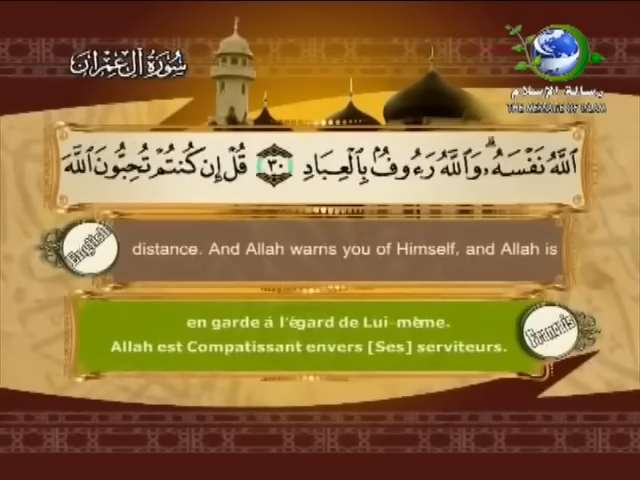 سُورَةُ آلِ عِمْرَان
رسالة الإسلام
THE MESSAGE OF ISLAM
ٱللَّهُ نَفْسَهُۥۗ وَٱللَّهُ رَءُوفُۢ بِٱلْعِبَادِ ٣٠ قُلْ إِن كُنتُمْ تُحِبُّونَ ٱللَّهَ
English
distance. And Allah warns you of Himself, and Allah is
en garde á l'égard de Lui-même.
Allah est Compatissant envers [Ses] serviteurs.
Français